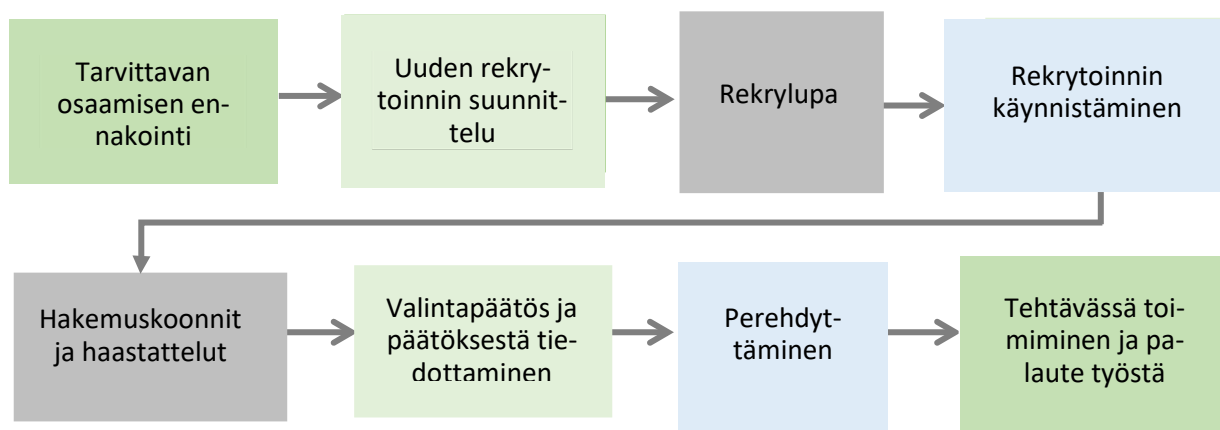 Tarvittavan
osaamisen en-
nakointi
Uuden rekry-
toinnin suunnit-
telu
Rekrylupa
Rekrytoinnin
käynnistäminen
Hakemuskoonnit
ja haastattelut
Valintapäätös ja
päätöksestä tie-
dottaminen
Perehdyt-
täminen
Tehtävässä toi-
miminen ja pa-
laute työstä